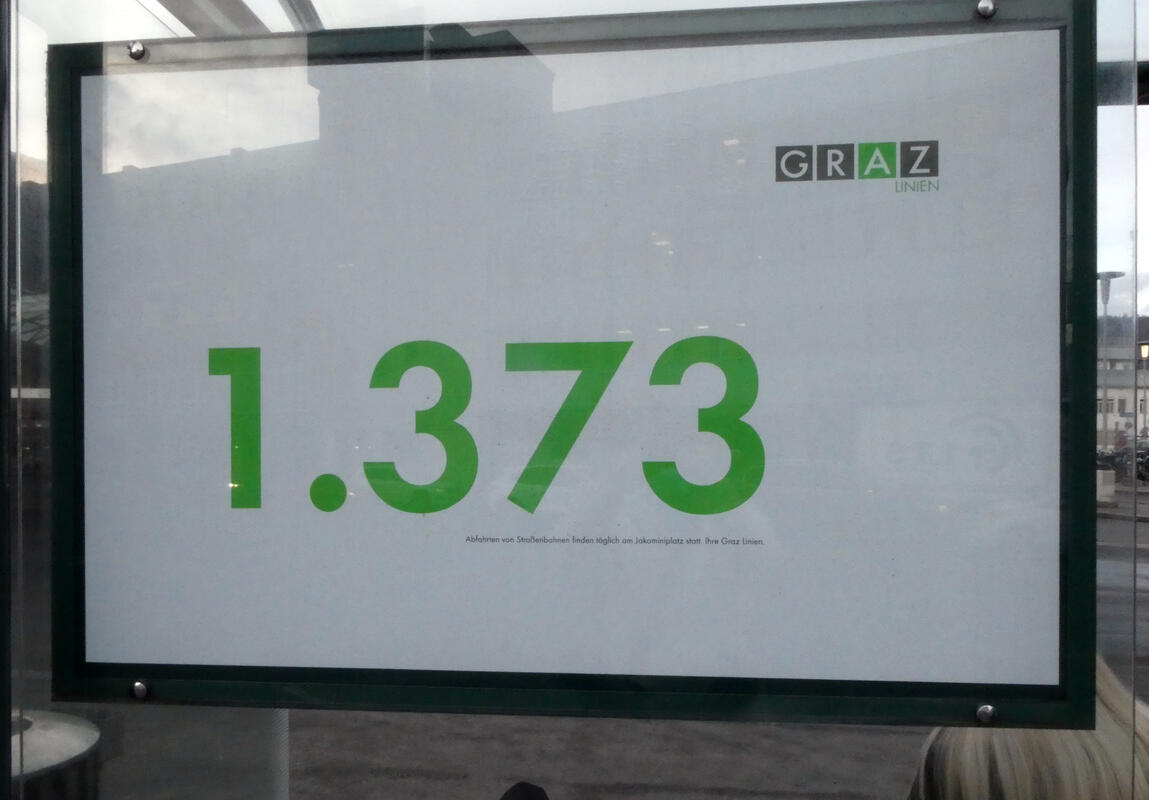 GRAZ
LINIEN
1.373
Abfahrten von Straßenbahnen finden täglich am Jakominiplatz statt. Ihre Graz Linien.